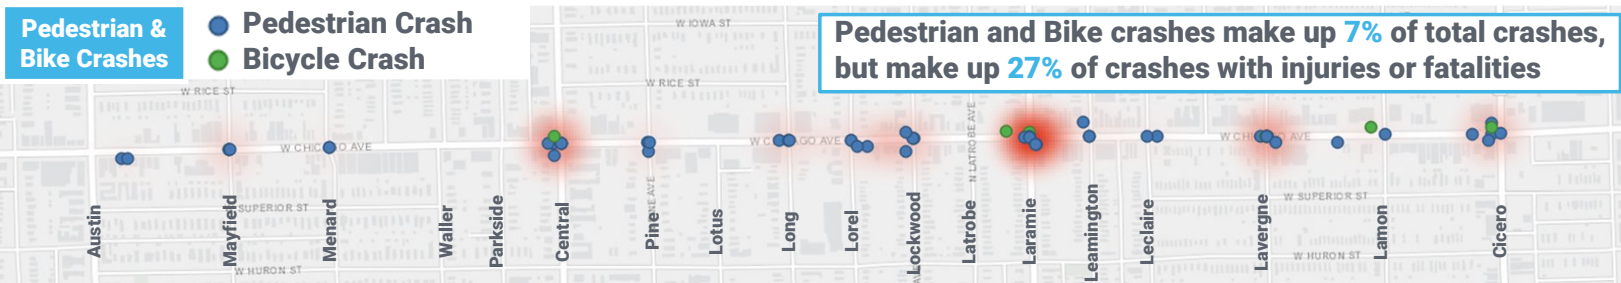 Pedestrian &
Bike Crashes
Pedestrian Crash
Bicycle Crash
Pedestrian and Bike crashes make up 7% of total crashes,
but make up 27% of crashes with injuries or fatalities
W IOWA ST
W RICE ST
W RICE ST
W CHICAGO AVE
W CHICAGO AVE
N LATROBE AVE
W CHICAGO AVE
SUPERIOR ST
W SUPERIOR ST
W HURON ST
W HURON ST
Austin
Mayfield
Menard
Waller
Parkside
Central
Pine
AVE
Lotus
Long
Lorel
Lockwood
Latrobe
Laramie
Leamington
Leclaire
Lavergne
Lamon
Cicero